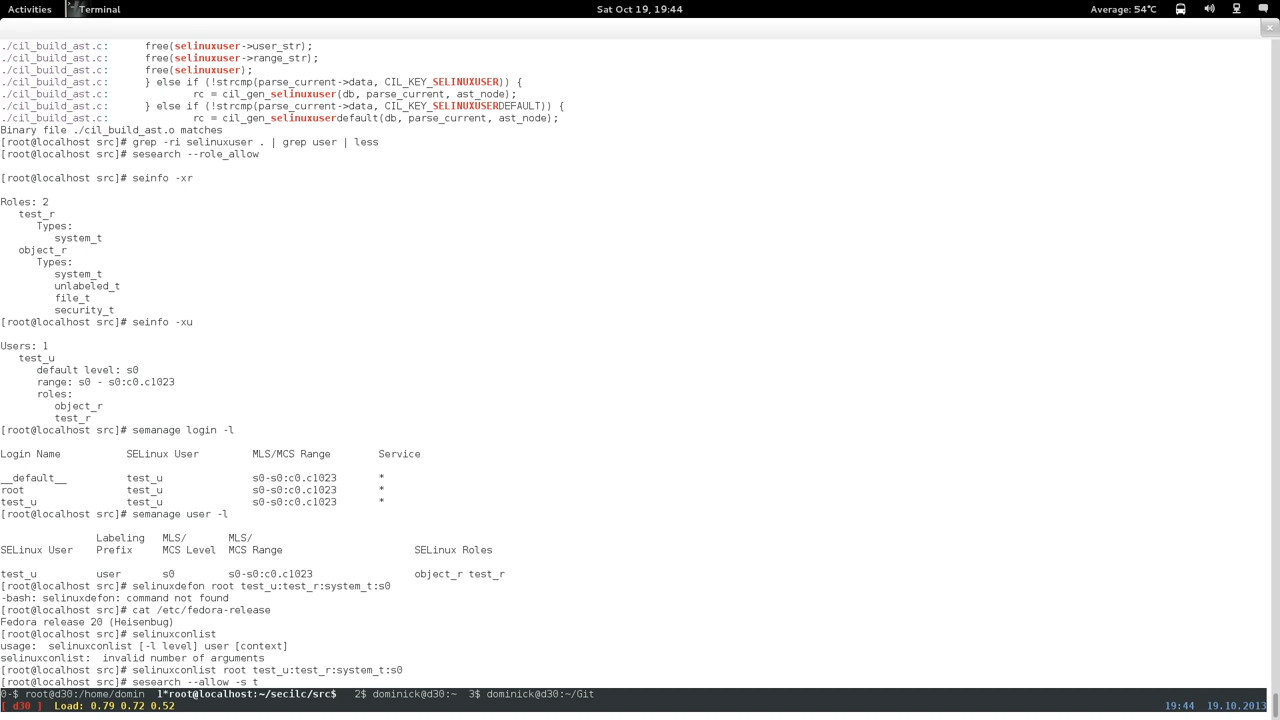 Activities Terminal Sat Oct 19, 19:44 Average: 54°C
./cil_build_ast.c:      free(selinuxuser->user_str);
./cil_build_ast.c:      free(selinuxuser->range_str);
./cil_build_ast.c:      free(selinuxuser);
./cil_build_ast.c:      } else if (!strcmp(parse_current->data, CIL_KEY_SELINUXUSER)) {
./cil_build_ast.c:              rc = cil_gen_selinuxuser(db, parse_current, ast_node);
./cil_build_ast.c:      } else if (!strcmp(parse_current->data, CIL_KEY_SELINUXUSERDEFAULT)) {
./cil_build_ast.c:              rc = cil_gen_selinuxuserdefault(db, parse_current, ast_node);
Binary file ./cil_build_ast.o matches
[root@localhost src]# grep -ri selinuxuser . | grep user | less
[root@localhost src]# sesearch --role_allow
[root@localhost src]# seinfo -xr
Roles: 2
   test_r
      Types:
         system_t
   object_r
      Types:
         system_t
         unlabeled_t
         file_t
         security_t
[root@localhost src]# seinfo -xu
Users: 1
   test_u
      default level: s0
      range: s0 - s0:c0.c1023
      roles:
         object_r
         test_r
[root@localhost src]# semanage login -l
Login Name           SELinux User         MLS/MCS Range        Service
__default__          test_u               s0-s0:c0.c1023       *
root                 test_u               s0-s0:c0.c1023       *
test_u               test_u               s0-s0:c0.c1023       *
[root@localhost src]# semanage user -l
                Labeling   MLS/       MLS/
SELinux User    Prefix     MCS Level  MCS Range                      SELinux Roles
test_u          user       s0         s0-s0:c0.c1023                 object_r test_r
[root@localhost src]# selinuxdefon root test_u:test_r:system_t:s0
-bash: selinuxdefon: command not found
[root@localhost src]# cat /etc/fedora-release
Fedora release 20 (Heisenbug)
[root@localhost src]# selinuxconlist
usage:  selinuxconlist [-l level] user [context]
selinuxconlist:  invalid number of arguments
[root@localhost src]# selinuxconlist root test_u:test_r:system_t:s0
[root@localhost src]# sesearch --allow -s t
0-$ root@d30:/home/domin  1*root@localhost:~/secilc/src$   2$ dominick@d30:~  3$ dominick@d30:~/Git
[ d30 ] Load: 0.79 0.72 0.52 19:44  19.10.2013